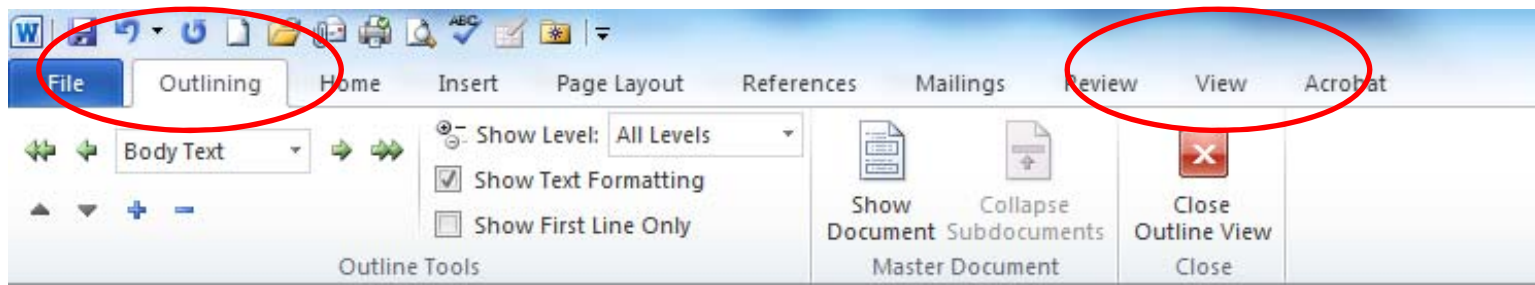 W ABC
File Outlining Home Insert Page Layout References Mailings Review View Acrobat
Body Text Show Level: All Levels
Show Text Formatting
Show First Line Only
Show Document
Collapse Subdocuments
Close Outline View
Outline Tools Master Document Close